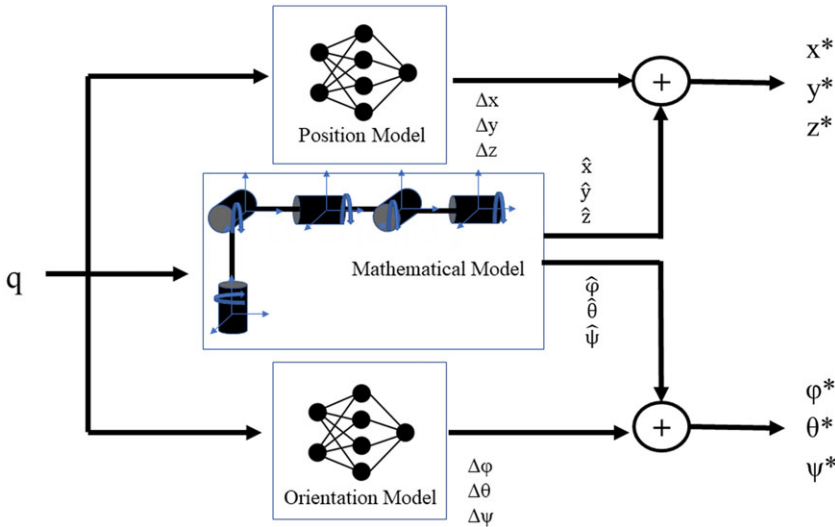 x*
y*
z*
+
Position Model
Δx
Δy
Δz
x̂
ŷ
ẑ
q
Mathematical Model
φ̂
θ̂
ψ̂
φ*
θ*
ψ*
+
Orientation Model
Δφ
Δθ
Δψ